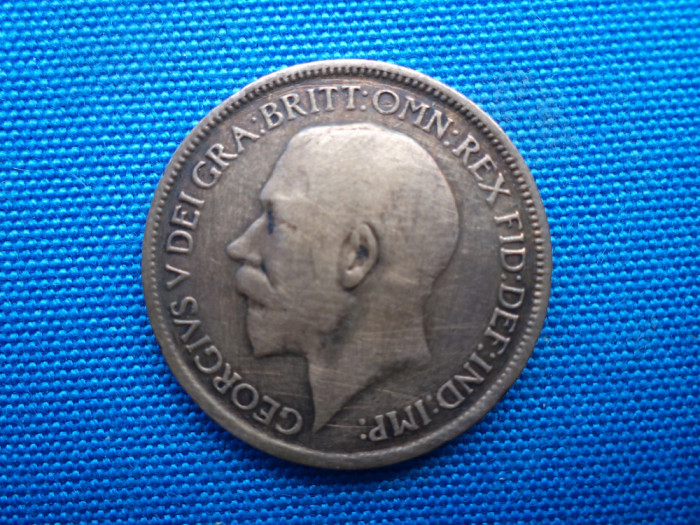 GEORGIVS V DEI GRA:BRITT:OMN:REX FID:DEF:IND:IMP: